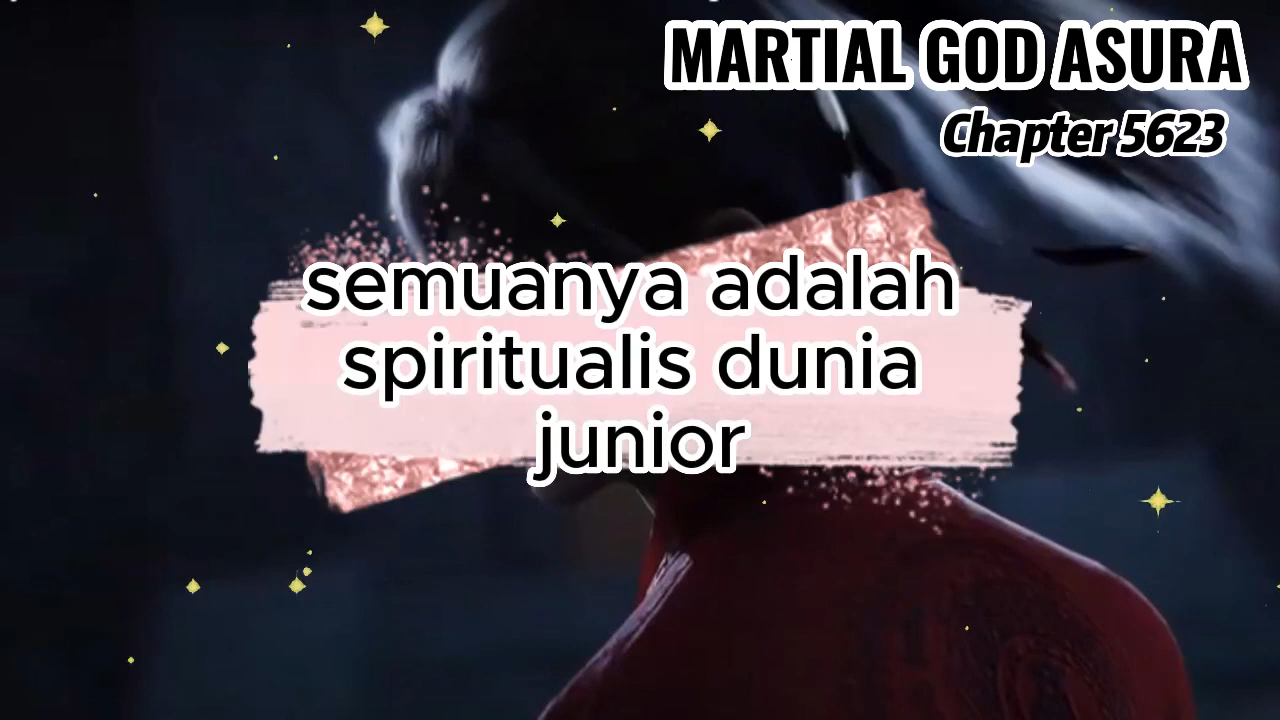 MARTIAL GOD ASURA
Chapter 5623
semuanya adalah
spiritualis dunia
junior